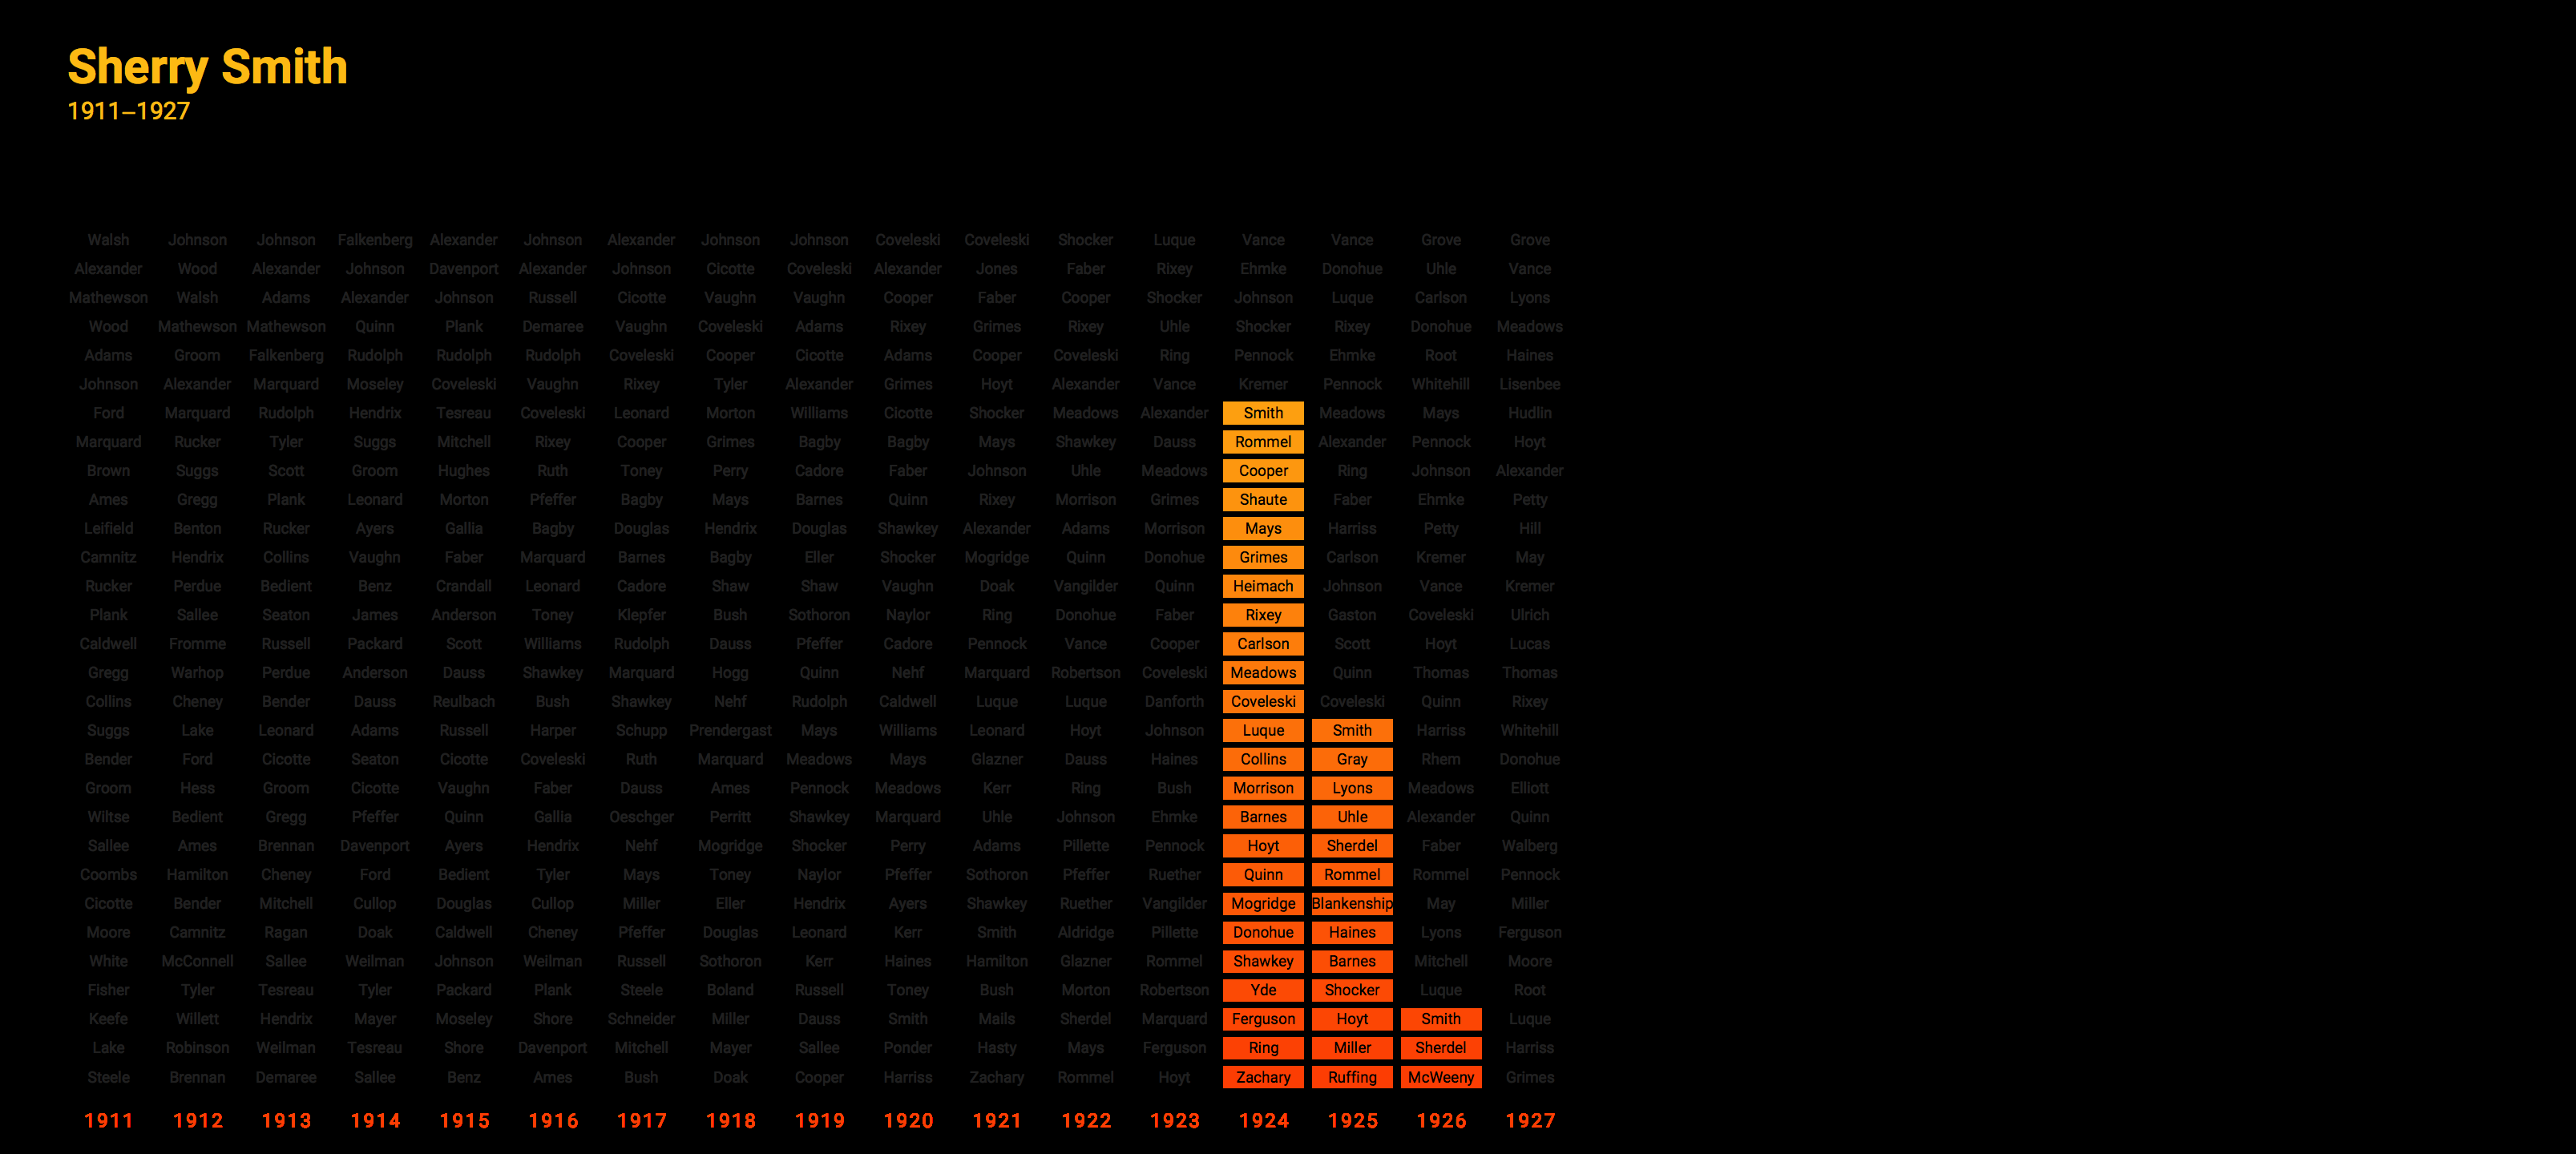 Sherry Smith
1911–1927
Walsh Johnson Johnson Falkenberg Alexander Johnson Alexander Johnson Johnson Coveleski Coveleski Shocker Luque Vance Vance Grove Grove
Alexander Wood Alexander Johnson Davenport Alexander Johnson Cicotte Coveleski Alexander Jones Faber Rixey Ehmke Donohue Uhle Vance
Mathewson Walsh Adams Alexander Johnson Russell Cicotte Vaughn Vaughn Cooper Faber Cooper Shocker Johnson Luque Carlson Lyons
Wood Mathewson Mathewson Quinn Plank Demaree Vaughn Coveleski Adams Rixey Grimes Rixey Uhle Shocker Rixey Donohue Meadows
Adams Groom Falkenberg Rudolph Rudolph Rudolph Coveleski Cooper Cicotte Adams Cooper Coveleski Ring Pennock Ehmke Root Haines
Johnson Alexander Marquard Moseley Coveleski Vaughn Rixey Tyler Alexander Grimes Hoyt Alexander Vance Kremer Pennock Whitehill Lisenbee
Ford Marquard Rudolph Hendrix Tesreau Coveleski Leonard Morton Williams Cicotte Shocker Meadows Alexander Smith Meadows Mays Hudlin
Marquard Rucker Tyler Suggs Mitchell Rixey Cooper Grimes Bagby Bagby Mays Shawkey Dauss Rommel Alexander Pennock Hoyt
Brown Suggs Scott Groom Hughes Ruth Toney Perry Cadore Faber Johnson Uhle Meadows Cooper Ring Johnson Alexander
Ames Gregg Plank Leonard Morton Pfeffer Bagby Mays Barnes Quinn Rixey Morrison Grimes Shaute Faber Ehmke Petty
Leifield Benton Rucker Ayers Gallia Bagby Douglas Hendrix Douglas Shawkey Alexander Adams Morrison Mays Harriss Petty Hill
Camnitz Hendrix Collins Vaughn Faber Marquard Barnes Bagby Eller Shocker Mogridge Quinn Donohue Grimes Carlson Kremer May
Rucker Perdue Bedient Benz Crandall Leonard Cadore Shaw Shaw Vaughn Doak Vangilder Quinn Heimach Johnson Vance Kremer
Plank Sallee Seaton James Anderson Toney Klepfer Bush Sothoron Naylor Ring Donohue Faber Rixey Gaston Coveleski Ulrich
Caldwell Fromme Russell Packard Scott Williams Rudolph Dauss Pfeffer Cadore Pennock Vance Cooper Carlson Scott Hoyt Lucas
Gregg Warhop Perdue Anderson Dauss Shawkey Marquard Hogg Quinn Nehf Marquard Robertson Coveleski Meadows Quinn Thomas Thomas
Collins Cheney Bender Dauss Reulbach Bush Shawkey Nehf Rudolph Caldwell Luque Luque Danforth Coveleski Coveleski Quinn Rixey
Suggs Lake Leonard Adams Russell Harper Schupp Prendergast Mays Williams Leonard Hoyt Johnson Luque Smith Harriss Whitehill
Bender Ford Cicotte Seaton Cicotte Coveleski Ruth Marquard Meadows Mays Glazner Dauss Haines Collins Gray Rhem Donohue
Groom Hess Groom Cicotte Vaughn Faber Dauss Ames Pennock Meadows Kerr Ring Bush Morrison Lyons Meadows Elliott
Wiltse Bedient Gregg Pfeffer Quinn Gallia Oeschger Perritt Shawkey Marquard Uhle Johnson Ehmke Barnes Uhle Alexander Quinn
Sallee Ames Brennan Davenport Ayers Hendrix Nehf Mogridge Shocker Perry Adams Pillette Pennock Hoyt Sherdel Faber Walberg
Coombs Hamilton Cheney Ford Bedient Tyler Mays Toney Naylor Pfeffer Sothoron Pfeffer Ruether Quinn Rommel Rommel Pennock
Cicotte Bender Mitchell Cullop Douglas Cullop Miller Eller Hendrix Ayers Shawkey Ruether Vangilder Mogridge Blankenship May Miller
Moore Camnitz Ragan Doak Caldwell Cheney Pfeffer Douglas Leonard Kerr Smith Aldridge Pillette Donohue Haines Lyons Ferguson
White McConnell Sallee Weilman Johnson Weilman Russell Sothoron Kerr Haines Hamilton Glazner Rommel Shawkey Barnes Mitchell Moore
Fisher Tyler Tesreau Tyler Packard Plank Steele Boland Russell Toney Bush Morton Robertson Yde Shocker Luque Root
Keefe Willett Hendrix Mayer Moseley Shore Schneider Miller Dauss Smith Mails Sherdel Marquard Ferguson Hoyt Smith Luque
Lake Robinson Weilman Tesreau Shore Davenport Mitchell Mayer Sallee Ponder Hasty Mays Ferguson Ring Miller Sherdel Harriss
Steele Brennan Demaree Sallee Benz Ames Bush Doak Cooper Harriss Zachary Rommel Hoyt Zachary Ruffing McWeeny Grimes
1911 1912 1913 1914 1915 1916 1917 1918 1919 1920 1921 1922 1923 1924 1925 1926 1927